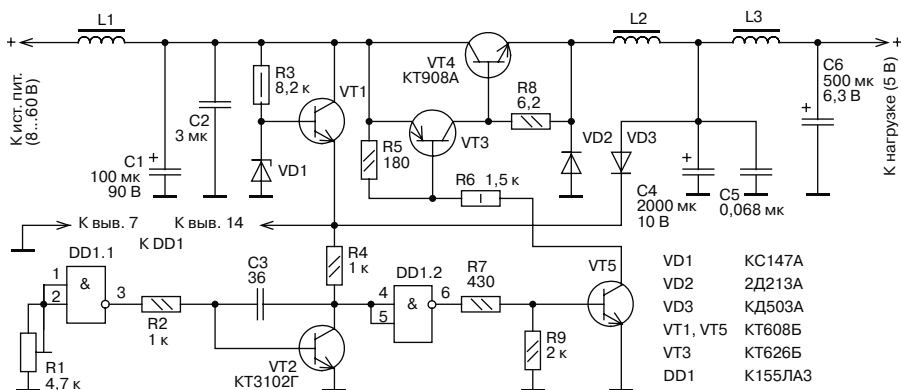 L1
L2
L3
+
+
К ист. пит.
(8...60 В)
VT4
КТ908А
R3
8,2 к
VT1
C2
3 мк
R8
6,2
C6
500 мк
6,3 В
+
К нагрузке (5 В)
VT3
R5
180
VD1
VD2
VD3
C1
+
100 мк
90 В
R6 1,5 к
+
C4
2000 мк
10 В
C5
0,068 мк
К выв. 7
К выв. 14
К DD1
DD1.1
&
1
2
3
R2
1 к
C3
36
R4
1 к
DD1.2
&
4
5
6
R7
430
VT5
R1
4,7 к
VT2
КТ3102Г
R9
2 к
VD1 КС147А
VD2 2Д213А
VD3 КД503А
VT1, VT5 КТ608Б
VT3 КТ626Б
DD1 К155ЛА3